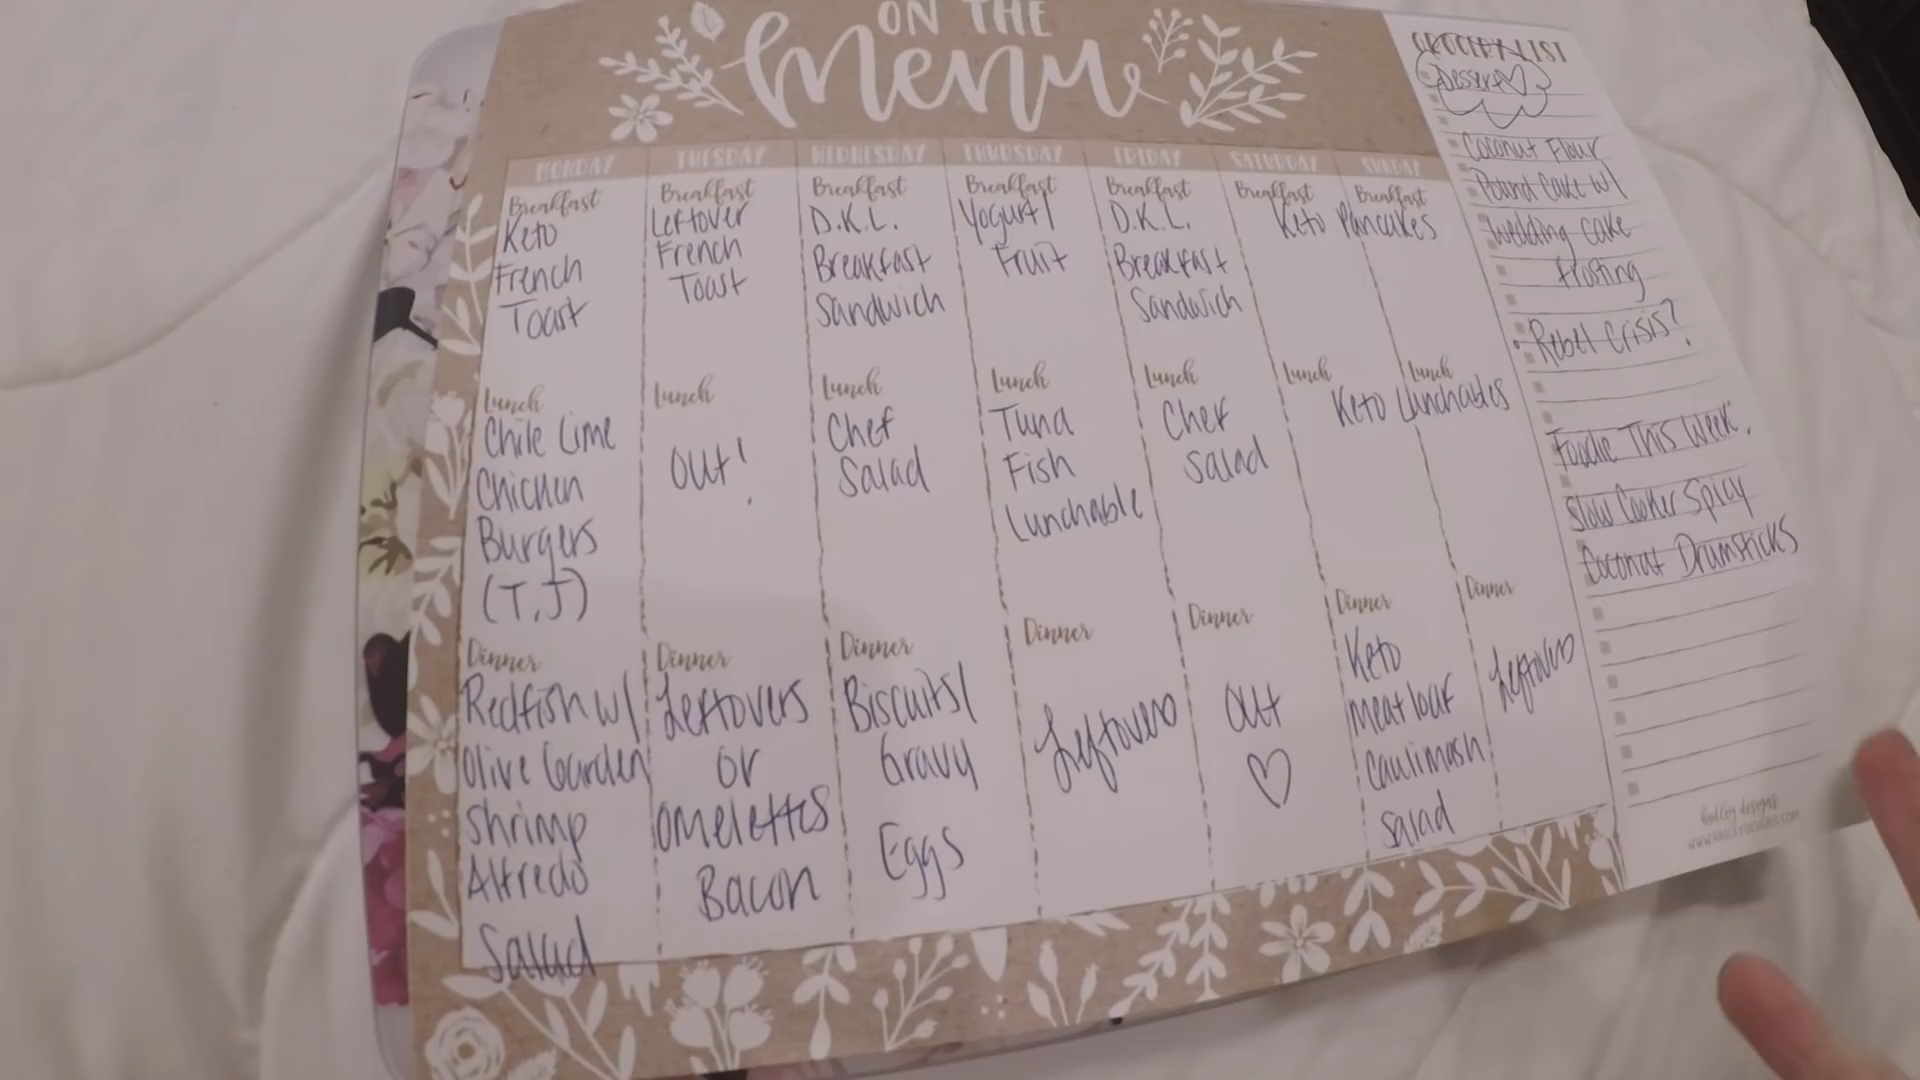 ON THE
Menu
MONDAY
Breakfast
Keto
French
Toast
Lunch
Chile Lime
Chicken
Burgers
(T.J)
Dinner
Redfish w/
Olive Garden
Shrimp
Alfredo
Salad
TUESDAY
Breakfast
Leftover
French
Toast
Lunch
Out!
Dinner
Leftovers
or
Omelettes
Bacon
WEDNESDAY
Breakfast
D.K.L.
Breakfast
Sandwich
Lunch
Chef
Salad
Dinner
Biscuits/
Gravy
Eggs
THURSDAY
Breakfast
Yogurt/
Fruit
Lunch
Tuna
Fish
Lunchable
Dinner
Leftovers
FRIDAY
Breakfast
D.K.L.
Breakfast
Sandwich
Lunch
Chef
Salad
Dinner
Out
SATURDAY SUNDAY
Breakfast Breakfast
Keto Pancakes
Lunch Lunch
Keto Lunchables
Dinner
Keto
Meatloaf
Caulimash
Salad
Dinner
Leftovers
GROCERY LIST
Dessert
Coconut Flour
Pound Cake w/
Wedding Cake
Frosting
Rebel Crisis?
Foodie This Week.
Slow Cooker Spicy
Coconut Drumsticks
designs